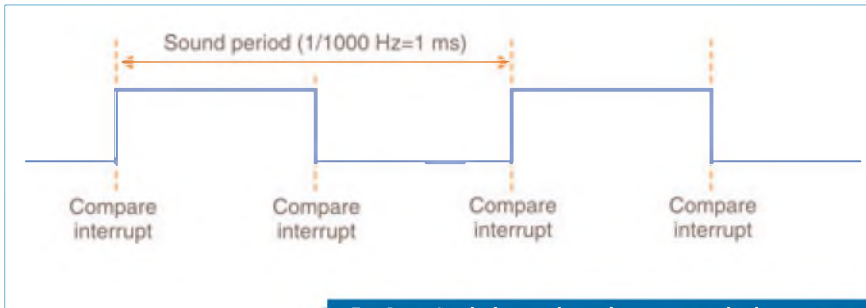 Sound period (1/1000 Hz=1 ms)
Compare
interrupt
Compare
interrupt
Compare
interrupt
Compare
interrupt